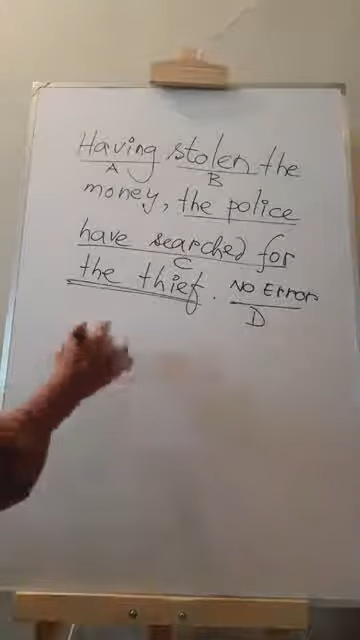 Having stolen the
A B
money, the police
have searched for
C
the thief. No Error
D